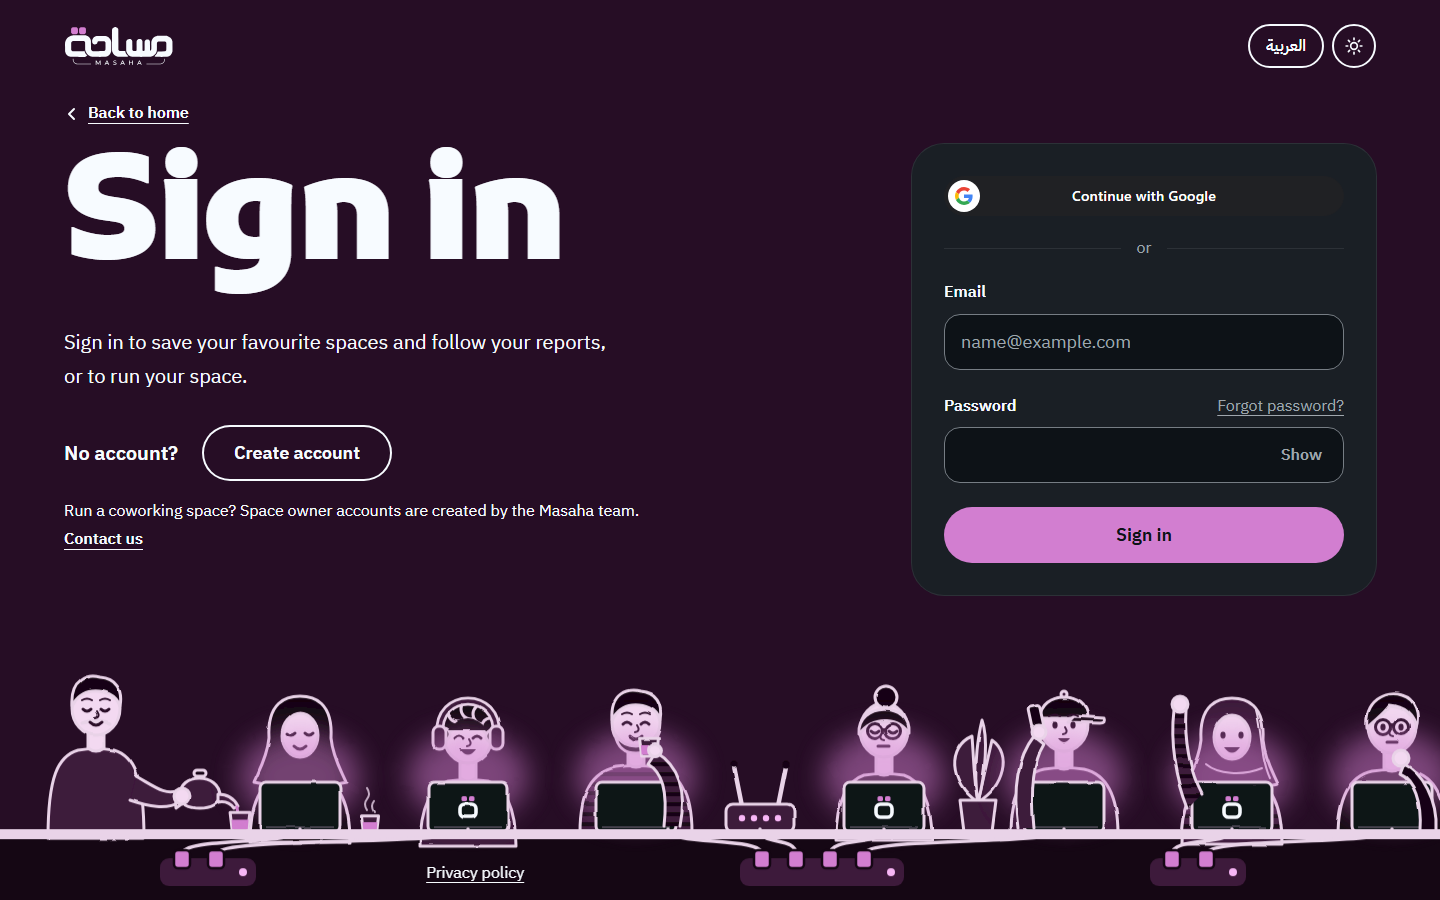 مساحة
MASAHA
العربية
Back to home
Sign in
Sign in to save your favourite spaces and follow your reports,
or to run your space.
No account?
Create account
Run a coworking space? Space owner accounts are created by the Masaha team.
Contact us
Continue with Google
or
Email
name@example.com
Password
Forgot password?
Show
Sign in
Privacy policy